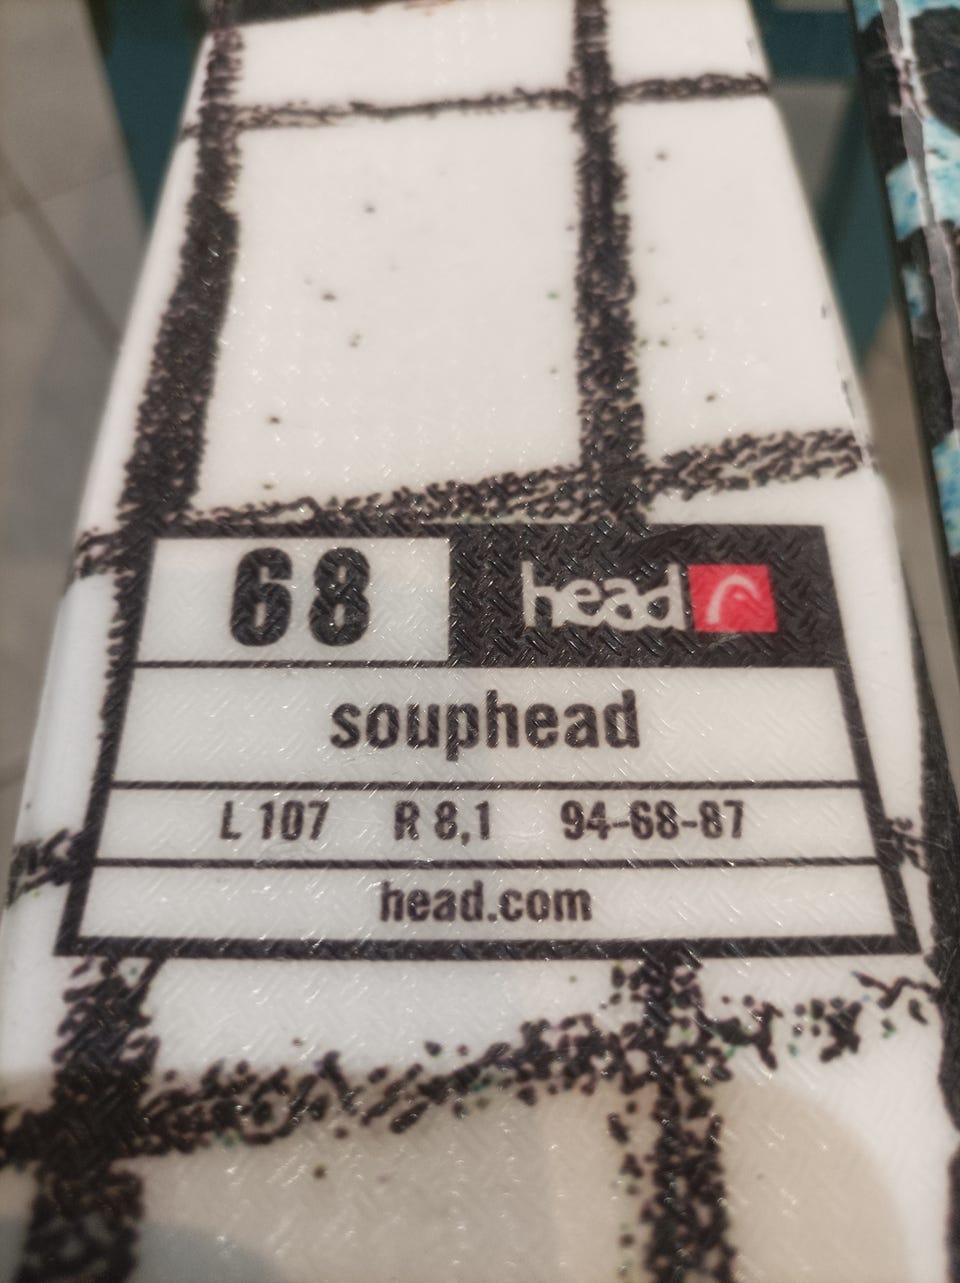 68 head
souphead
L 107 R 8,1 94-68-87
head.com